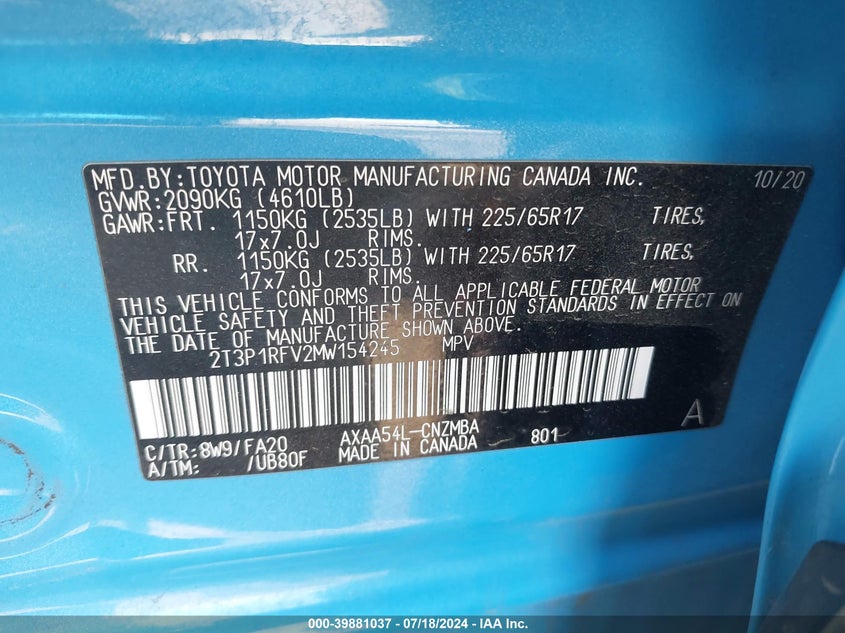 MFD.BY:TOYOTA MOTOR MANUFACTURING CANADA INC. 10/20
GVWR:2090KG (4610LB)
GAWR:FRT. 1150KG (2535LB) WITH 225/65R17 TIRES,
17x7.0J RIMS.
RR. 1150KG (2535LB) WITH 225/65R17 TIRES,
17x7.0J RIMS.
THIS VEHICLE CONFORMS TO ALL APPLICABLE FEDERAL MOTOR
VEHICLE SAFETY AND THEFT PREVENTION STANDARDS IN EFFECT ON
THE DATE OF MANUFACTURE SHOWN ABOVE.
2T3P1RFV2MW154245 MPV
A
C/TR:8W9/FA20 AXAA54L-CNZMBA 801
A/TM: /UB80F MADE IN CANADA
000-39881037 - 07/18/2024 - IAA Inc.